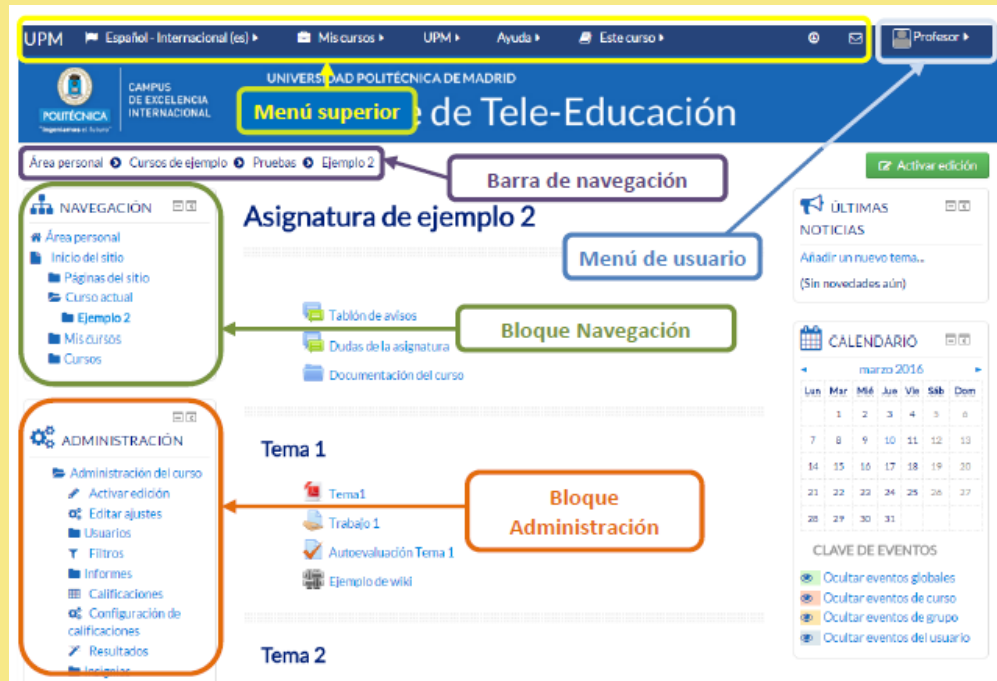 UPM Español - Internacional (es) Mis cursos UPM Ayuda Este curso Profesor
POLITÉCNICA
"Ingeniamos el futuro"
CAMPUS
DE EXCELENCIA
INTERNACIONAL
UNIVERSIDAD POLITÉCNICA DE MADRID
de Tele-Educación
Menú superior
Área personal Cursos de ejemplo Pruebas Ejemplo 2
Barra de navegación
Activar edición
Menú de usuario
NAVEGACIÓN
Área personal
Inicio del sitio
Páginas del sitio
Curso actual
Ejemplo 2
Mis cursos
Cursos
Bloque Navegación
ADMINISTRACIÓN
Administración del curso
Activar edición
Editar ajustes
Usuarios
Filtros
Informes
Calificaciones
Configuración de
calificaciones
Resultados
Insignias
Bloque
Administración
Asignatura de ejemplo 2
Tablón de avisos
Dudas de la asignatura
Documentación del curso
Tema 1
Tema1
Trabajo 1
Autoevaluación Tema 1
Ejemplo de wiki
Tema 2
ÚLTIMAS
NOTICIAS
Añadir un nuevo tema...
(Sin novedades aún)
CALENDARIO
marzo 2016
Lun Mar Mié Jue Vie Sáb Dom
1 2 3 4 5 6
7 8 9 10 11 12 13
14 15 16 17 18 19 20
21 22 23 24 25 26 27
28 29 30 31
CLAVE DE EVENTOS
Ocultar eventos globales
Ocultar eventos de curso
Ocultar eventos de grupo
Ocultar eventos del usuario